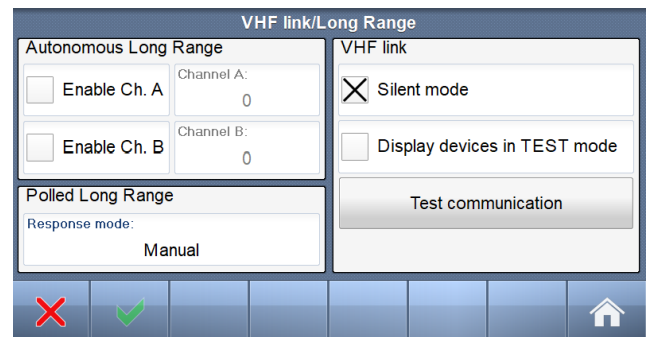 VHF link/Long Range
Autonomous Long Range
Enable Ch. A
Channel A:
0
Enable Ch. B
Channel B:
0
Polled Long Range
Response mode:
Manual
VHF link
Silent mode
Display devices in TEST mode
Test communication